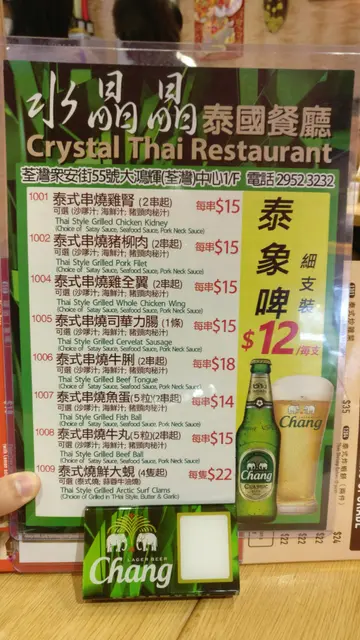 水晶晶泰國餐廳
Crystal Thai Restaurant
荃灣眾安街55號大鴻輝(荃灣)中心1/F 電話 2952 3232
1001 泰式串燒雞腎 (2串起) 每串$15
可選 (沙嗲汁; 海鮮汁; 豬頸肉秘汁)
Thai Style Grilled Chicken Kidney
(Choice of Satay Sauce, Seafood Sauce, Pork Neck Sauce)
1002 泰式串燒豬柳肉 (2串起) 每串$15
可選 (沙嗲汁; 海鮮汁; 豬頸肉秘汁)
Thai Style Grilled Pork Filet
(Choice of Satay Sauce, Seafood Sauce, Pork Neck Sauce)
1004 泰式串燒雞全翼 (2串起) 每串$15
可選 (沙嗲汁; 海鮮汁; 豬頸肉秘汁)
Thai Style Grilled Whole Chicken Wing
(Choice of Satay Sauce, Seafood Sauce, Pork Neck Sauce)
1005 泰式串燒司華力腸 (1條) 每串$15
可選 (沙嗲汁; 海鮮汁; 豬頸肉秘汁)
Thai Style Grilled Cervelat Sausage
(Choice of Satay Sauce, Seafood Sauce, Pork Neck Sauce)
1006 泰式串燒牛脷 (2串起) 每串$18
可選 (沙嗲汁; 海鮮汁; 豬頸肉秘汁)
Thai Style Grilled Beef Tongue
(Choice of Satay Sauce, Seafood Sauce, Pork Neck Sauce)
1007 泰式串燒魚蛋(5粒)(2串起) 每串$14
可選 (沙嗲汁; 海鮮汁; 豬頸肉秘汁)
Thai Style Grilled Fish Ball
(Choice of Satay Sauce, Seafood Sauce, Pork Neck Sauce)
1008 泰式串燒牛丸(5粒)(2串起) 每串$15
可選 (沙嗲汁; 海鮮汁; 豬頸肉秘汁)
Thai Style Grilled Beef Ball
(Choice of Satay Sauce, Seafood Sauce, Pork Neck Sauce)
1009 泰式燒鮮大蜆 (4隻起) 每隻$22
可選 (泰式燒; 蒜蓉牛油燒)
Thai Style Grilled Arctic Surf Clams
(Choice of Grilled in THai Style, Butter & Garlic)
泰象啤
細支裝
$12/每支
Chang
Chang
CLASSIC
LAGER BEER
Chang
$35
$22
$22
$24